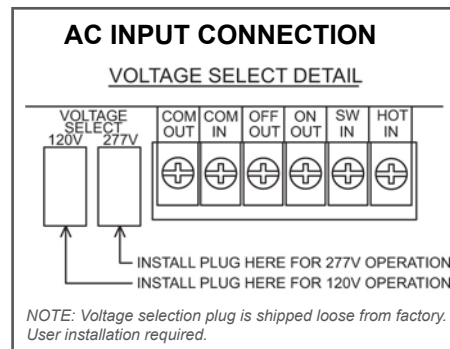 AC INPUT CONNECTION
VOLTAGE SELECT DETAIL
VOLTAGE
SELECT
120V 277V
COM OUT
COM IN
OFF OUT
ON OUT
SW IN
HOT IN
INSTALL PLUG HERE FOR 277V OPERATION
INSTALL PLUG HERE FOR 120V OPERATION
NOTE: Voltage selection plug is shipped loose from factory.
User installation required.